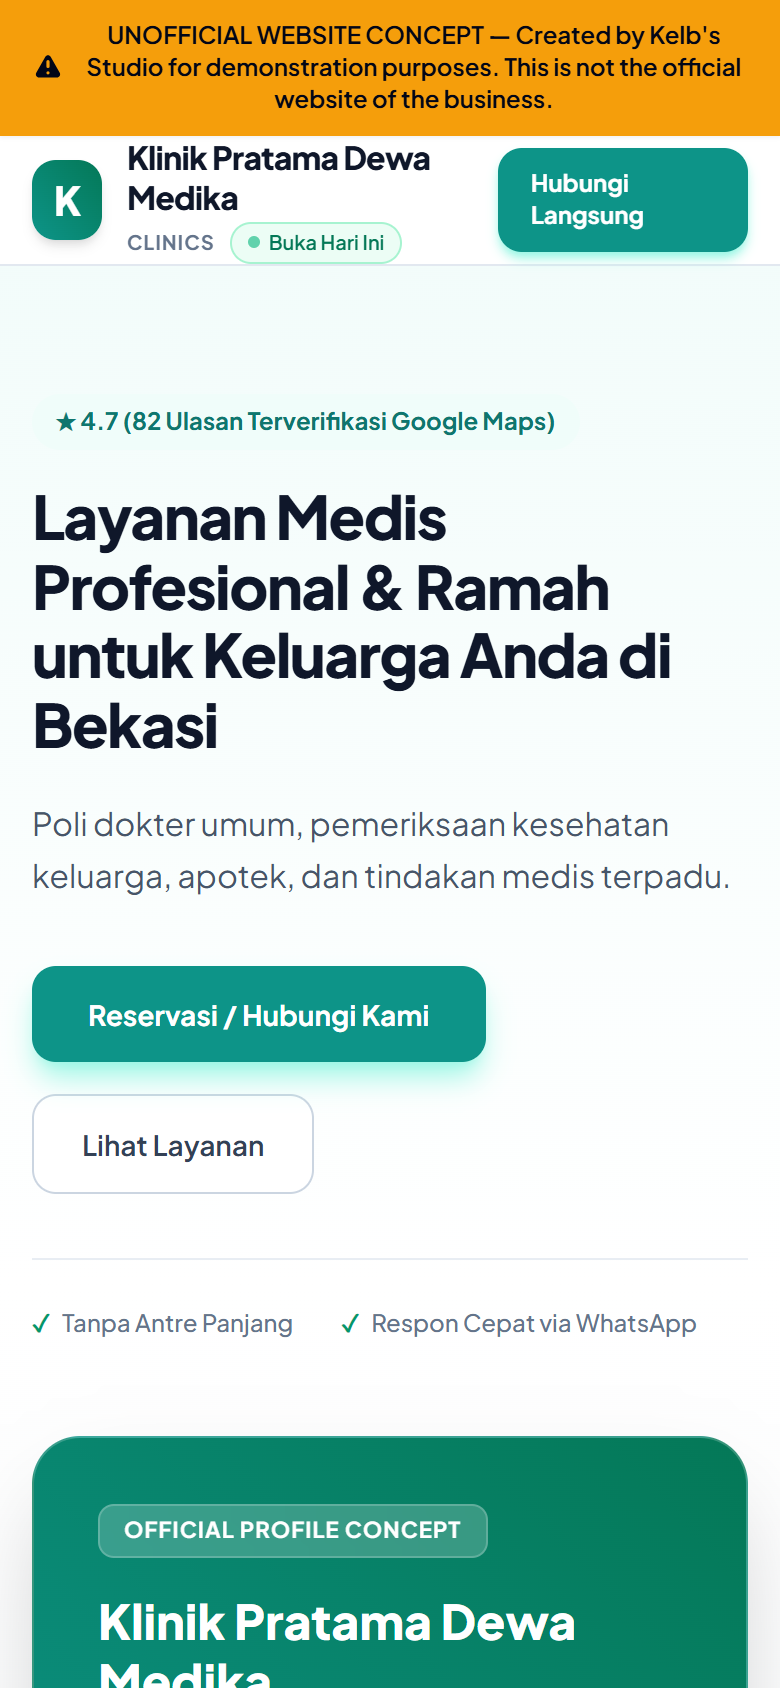 UNOFFICIAL WEBSITE CONCEPT — Created by Kelb's
Studio for demonstration purposes. This is not the official
website of the business.
K
Klinik Pratama Dewa
Medika
CLINICS
Buka Hari Ini
Hubungi
Langsung
★ 4.7 (82 Ulasan Terverifikasi Google Maps)
Layanan Medis
Profesional & Ramah
untuk Keluarga Anda di
Bekasi
Poli dokter umum, pemeriksaan kesehatan
keluarga, apotek, dan tindakan medis terpadu.
Reservasi / Hubungi Kami
Lihat Layanan
✓ Tanpa Antre Panjang
✓ Respon Cepat via WhatsApp
OFFICIAL PROFILE CONCEPT
Klinik Pratama Dewa
Medika